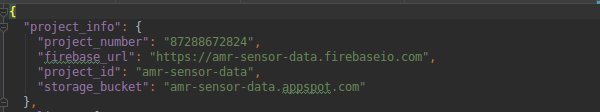 {
"project_info": {
"project_number": "87288672824",
"firebase_url": "https://amr-sensor-data.firebaseio.com",
"project_id": "amr-sensor-data",
"storage_bucket": "amr-sensor-data.appspot.com"
},